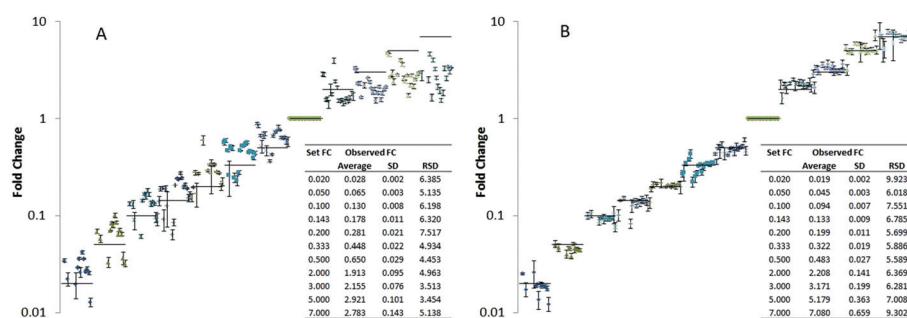 A
Fold Change
10
1
0.1
0.01
Set FC Observed FC
Average SD RSD
0.020 0.028 0.002 6.385
0.050 0.065 0.003 5.135
0.100 0.130 0.008 6.198
0.143 0.178 0.011 6.320
0.200 0.281 0.021 7.517
0.333 0.448 0.022 4.934
0.500 0.650 0.029 4.453
2.000 1.913 0.095 4.963
3.000 2.155 0.076 3.513
5.000 2.921 0.101 3.454
7.000 2.783 0.143 5.138
B
Fold Change
10
1
0.1
0.01
Set FC Observed FC
Average SD RSD
0.020 0.019 0.002 9.923
0.050 0.045 0.003 6.018
0.100 0.094 0.007 7.551
0.143 0.133 0.009 6.785
0.200 0.199 0.011 5.699
0.333 0.322 0.019 5.886
0.500 0.483 0.027 5.589
2.000 2.208 0.141 6.369
3.000 3.171 0.199 6.281
5.000 5.179 0.363 7.008
7.000 7.080 0.659 9.302